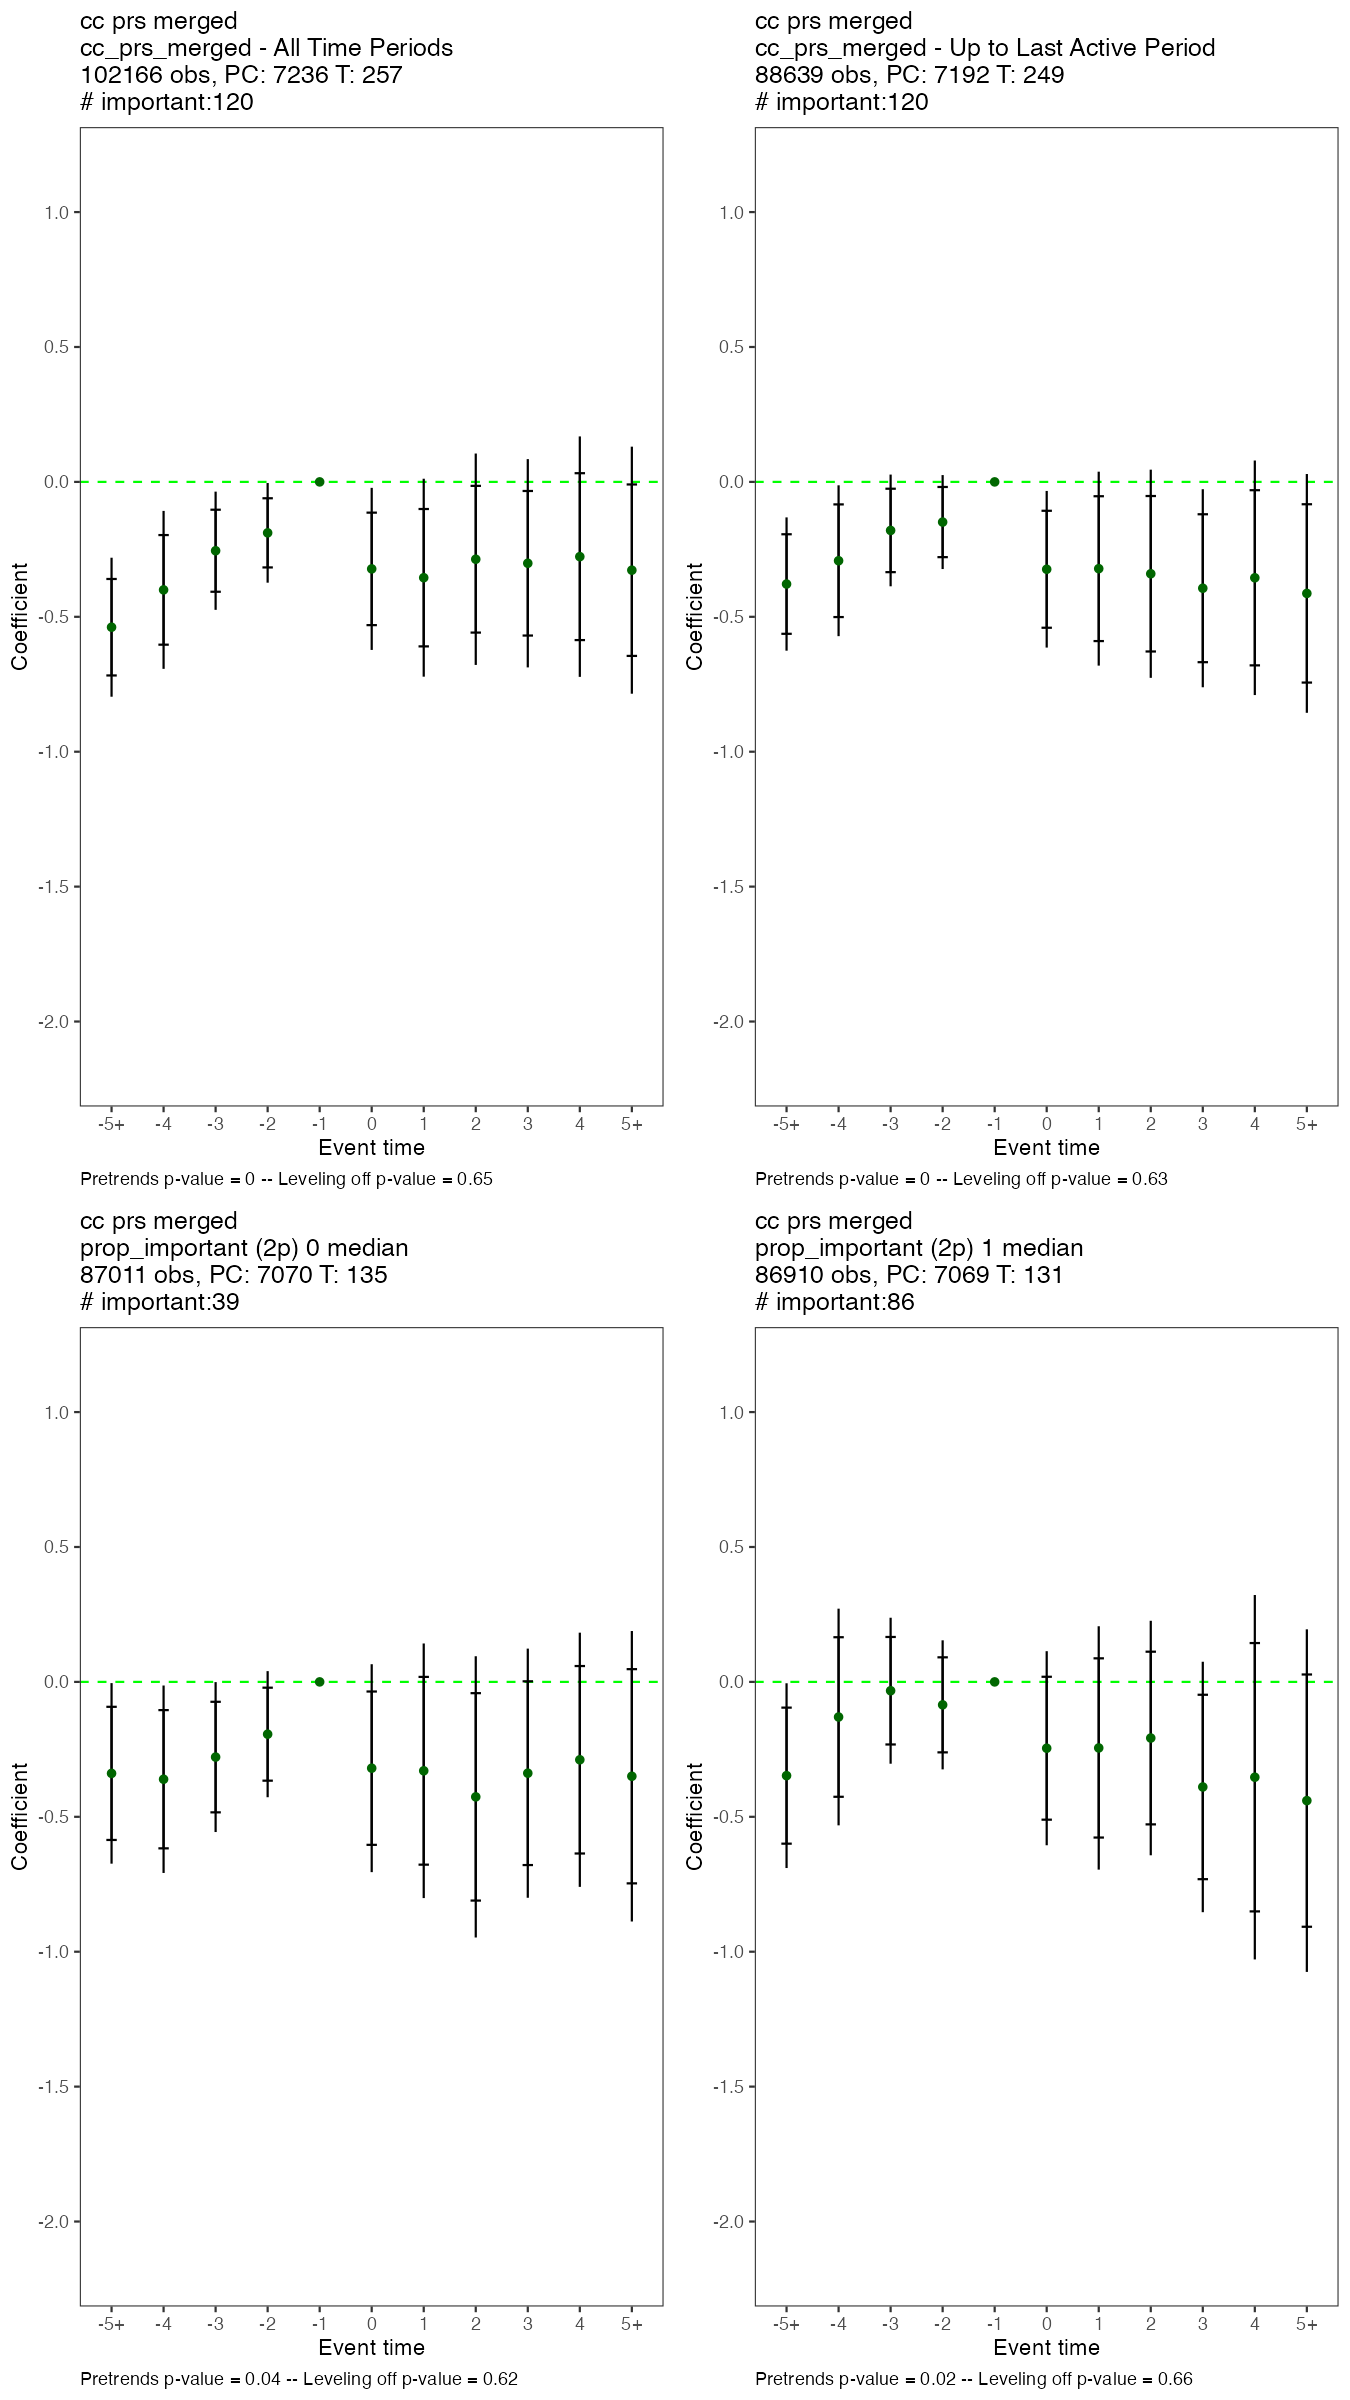 cc prs merged
cc_prs_merged - All Time Periods
102166 obs, PC: 7236 T: 257
# important:120
1.0
0.5
0.0
-0.5
-1.0
-1.5
-2.0
Coefficient
-5+ -4 -3 -2 -1 0 1 2 3 4 5+
Event time
Pretrends p-value = 0 -- Leveling off p-value = 0.65
cc prs merged
cc_prs_merged - Up to Last Active Period
88639 obs, PC: 7192 T: 249
# important:120
1.0
0.5
0.0
-0.5
-1.0
-1.5
-2.0
Coefficient
-5+ -4 -3 -2 -1 0 1 2 3 4 5+
Event time
Pretrends p-value = 0 -- Leveling off p-value = 0.63
cc prs merged
prop_important (2p) 0 median
87011 obs, PC: 7070 T: 135
# important:39
1.0
0.5
0.0
-0.5
-1.0
-1.5
-2.0
Coefficient
-5+ -4 -3 -2 -1 0 1 2 3 4 5+
Event time
Pretrends p-value = 0.04 -- Leveling off p-value = 0.62
cc prs merged
prop_important (2p) 1 median
86910 obs, PC: 7069 T: 131
# important:86
1.0
0.5
0.0
-0.5
-1.0
-1.5
-2.0
Coefficient
-5+ -4 -3 -2 -1 0 1 2 3 4 5+
Event time
Pretrends p-value = 0.02 -- Leveling off p-value = 0.66